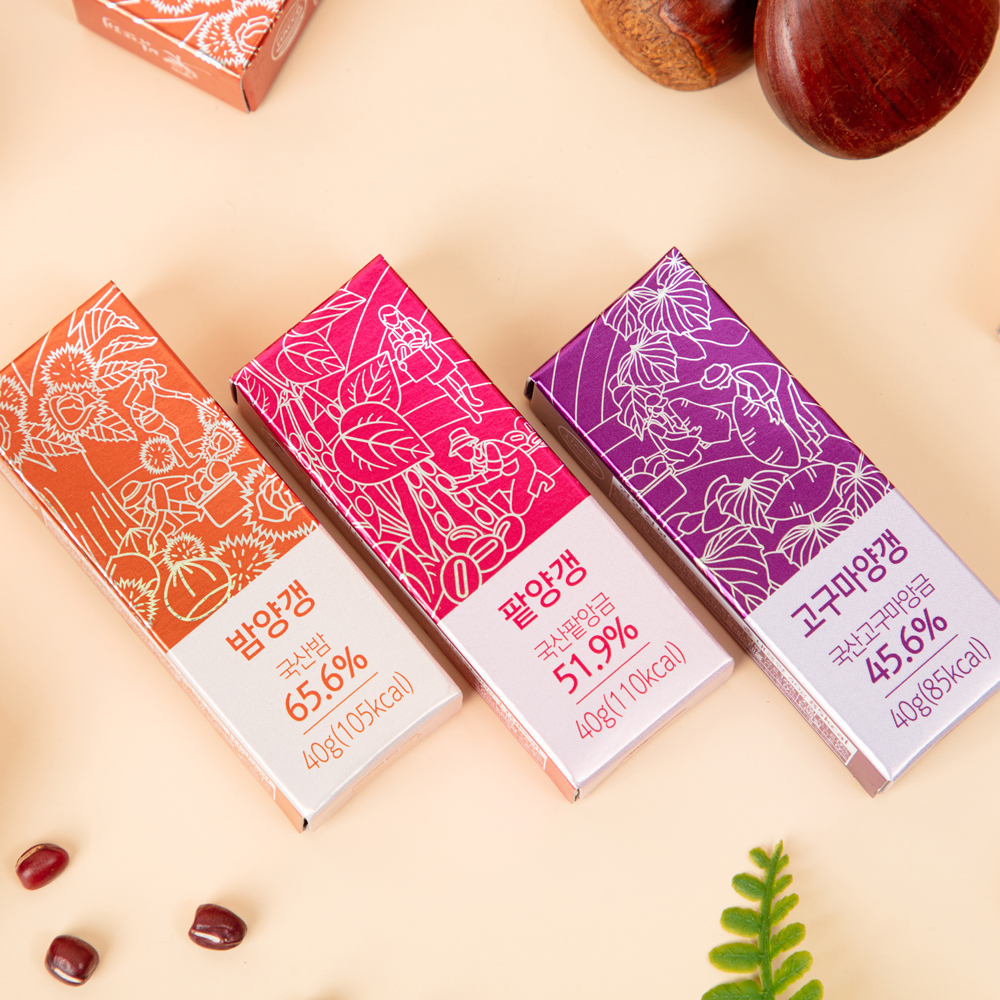 밤양갱
국산밤
65.6%
40g(105kcal)
팥양갱
국산팥앙금
51.9%
40g(110kcal)
고구마양갱
국산고구마앙금
45.6%
40g(85kcal)